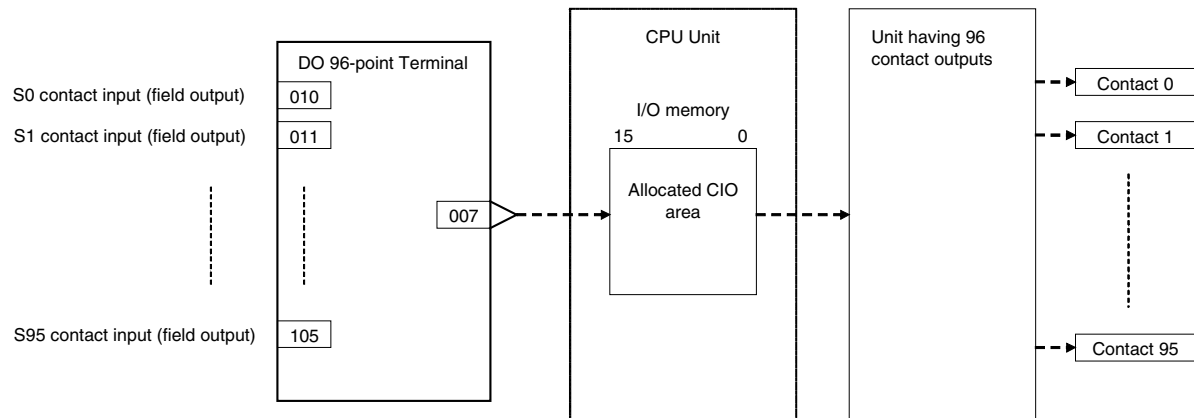 CPU Unit
Unit having 96
contact outputs
DO 96-point Terminal
S0 contact input (field output)
010
Contact 0
I/O memory
S1 contact input (field output)
011
15
0
Contact 1
Allocated CIO
area
007
S95 contact input (field output)
105
Contact 95